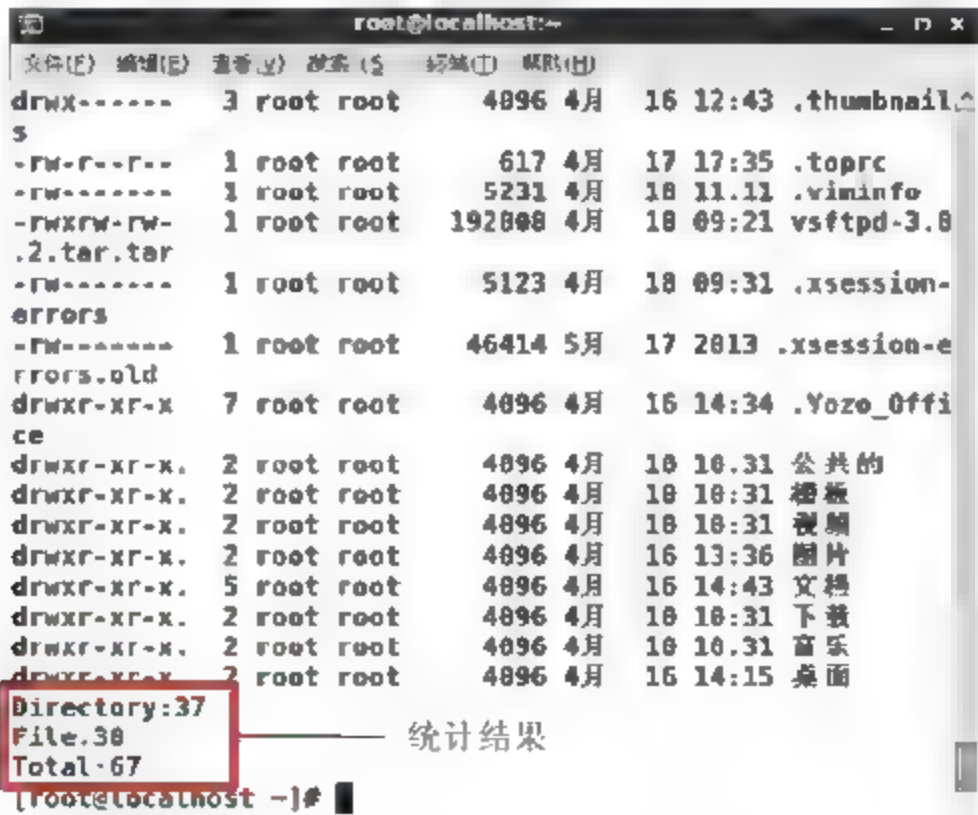 root@localhost:~
文件(F) 编辑(E) 查看(V) 搜索(S 终端(T) 帮助(H)
drwx------ 3 root root 4096 4月 16 12:43 .thumbnail
s
-rw-r--r-- 1 root root 617 4月 17 17:35 .toprc
-rw------- 1 root root 5231 4月 18 11.11 .viminfo
-rwxrw-rw- 1 root root 192808 4月 18 09:21 vsftpd-3.0
.2.tar.tar
-rw------- 1 root root 5123 4月 18 09:31 .xsession-
errors
-rw------- 1 root root 46414 5月 17 2013 .xsession-e
rrors.old
drwxr-xr-x 7 root root 4096 4月 16 14:34 .Yozo_Offi
ce
drwxr-xr-x. 2 root root 4096 4月 10 10.31 公共的
drwxr-xr-x. 2 root root 4096 4月 10 10:31 模板
drwxr-xr-x. 2 root root 4096 4月 10 10:31 视频
drwxr-xr-x. 2 root root 4096 4月 16 13:36 图片
drwxr-xr-x. 5 root root 4096 4月 16 14:43 文档
drwxr-xr-x. 2 root root 4096 4月 10 10:31 下载
drwxr-xr-x. 2 root root 4096 4月 10 10.31 音乐
drwxr-xr-x 2 root root 4096 4月 16 14:15 桌面
Directory:37
File.30
Total·67
统计结果
[root@localhost ~]#